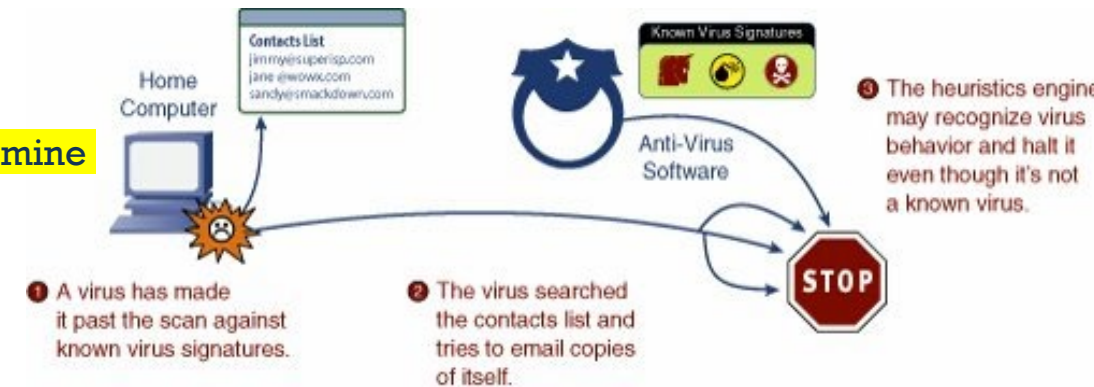 Contacts List
jimmy@superisp.com
jane @wowx.com
sandy@smackdown.com
Home
Computer
mine
Known Virus Signatures
Anti-Virus
Software
3 The heuristics engine
may recognize virus
behavior and halt it
even though it's not
a known virus.
STOP
1 A virus has made
it past the scan against
known virus signatures.
2 The virus searched
the contacts list and
tries to email copies
of itself.